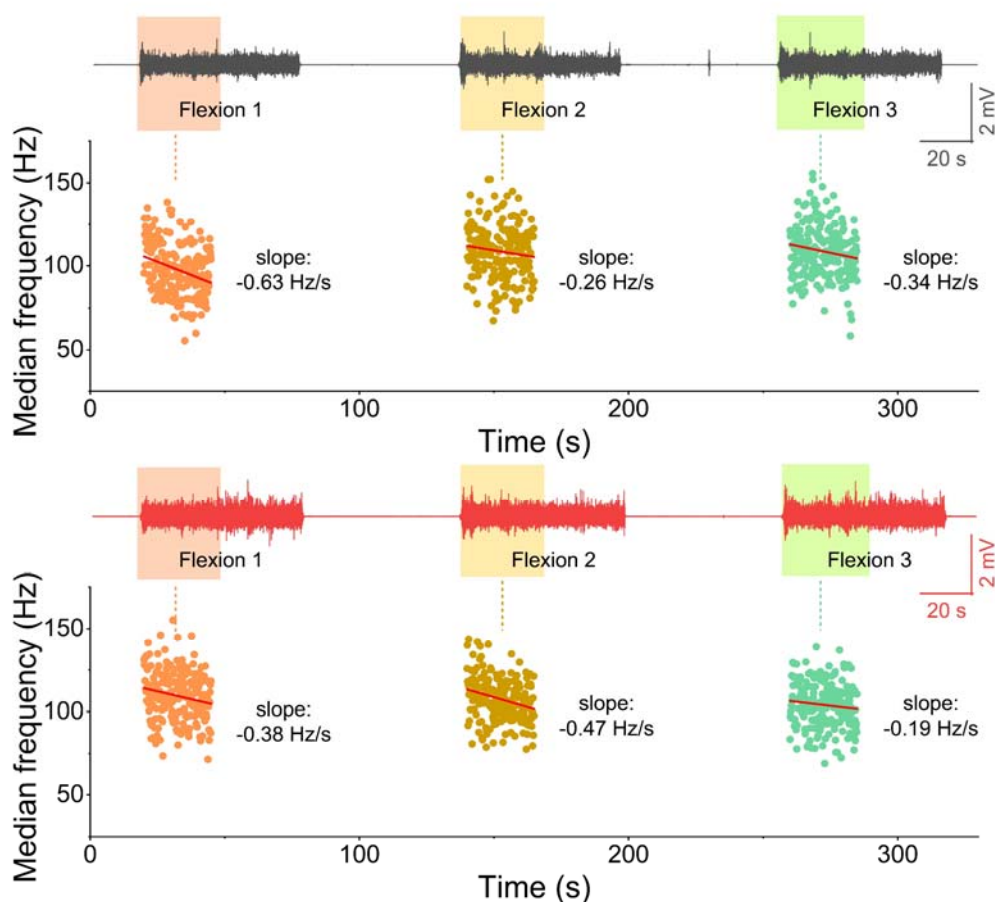 Flexion 1
Flexion 2
Flexion 3
2 mV
20 s
Median frequency (Hz)
150
100
50
slope:
-0.63 Hz/s
slope:
-0.26 Hz/s
slope:
-0.34 Hz/s
0
100
200
300
Time (s)
Flexion 1
Flexion 2
Flexion 3
2 mV
20 s
Median frequency (Hz)
150
100
50
slope:
-0.38 Hz/s
slope:
-0.47 Hz/s
slope:
-0.19 Hz/s
0
100
200
300
Time (s)